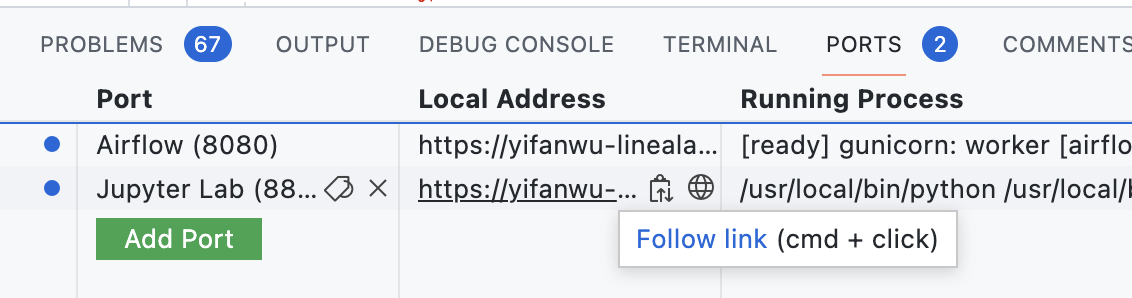 PROBLEMS 67 OUTPUT DEBUG CONSOLE TERMINAL PORTS 2 COMMENTS
Port Local Address Running Process
Airflow (8080) https://yifanwu-lineala... [ready] gunicorn: worker [airflo
Jupyter Lab (88... https://yifanwu-... /usr/local/bin/python /usr/local/b
Add Port
Follow link (cmd + click)